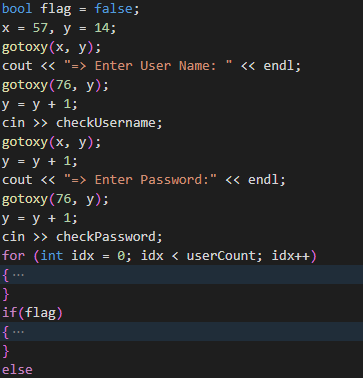 bool flag = false;
x = 57, y = 14;
gotoxy(x, y);
cout << "=> Enter User Name: " << endl;
gotoxy(76, y);
y = y + 1;
cin >> checkUsername;
gotoxy(x, y);
y = y + 1;
cout << "=> Enter Password:" << endl;
gotoxy(76, y);
y = y + 1;
cin >> checkPassword;
for (int idx = 0; idx < userCount; idx++)
{ ···
}
if(flag)
{ ···
}
else